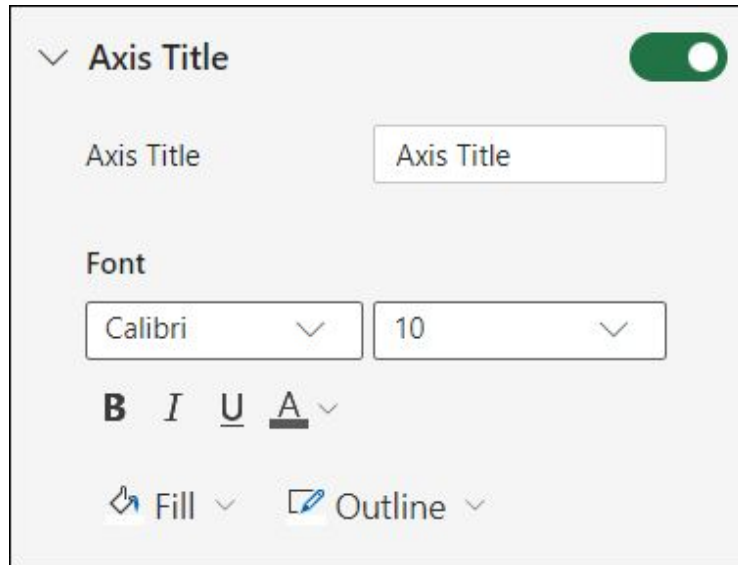 Axis Title
Axis Title Axis Title
Font
Calibri 10
B I U A
Fill Outline